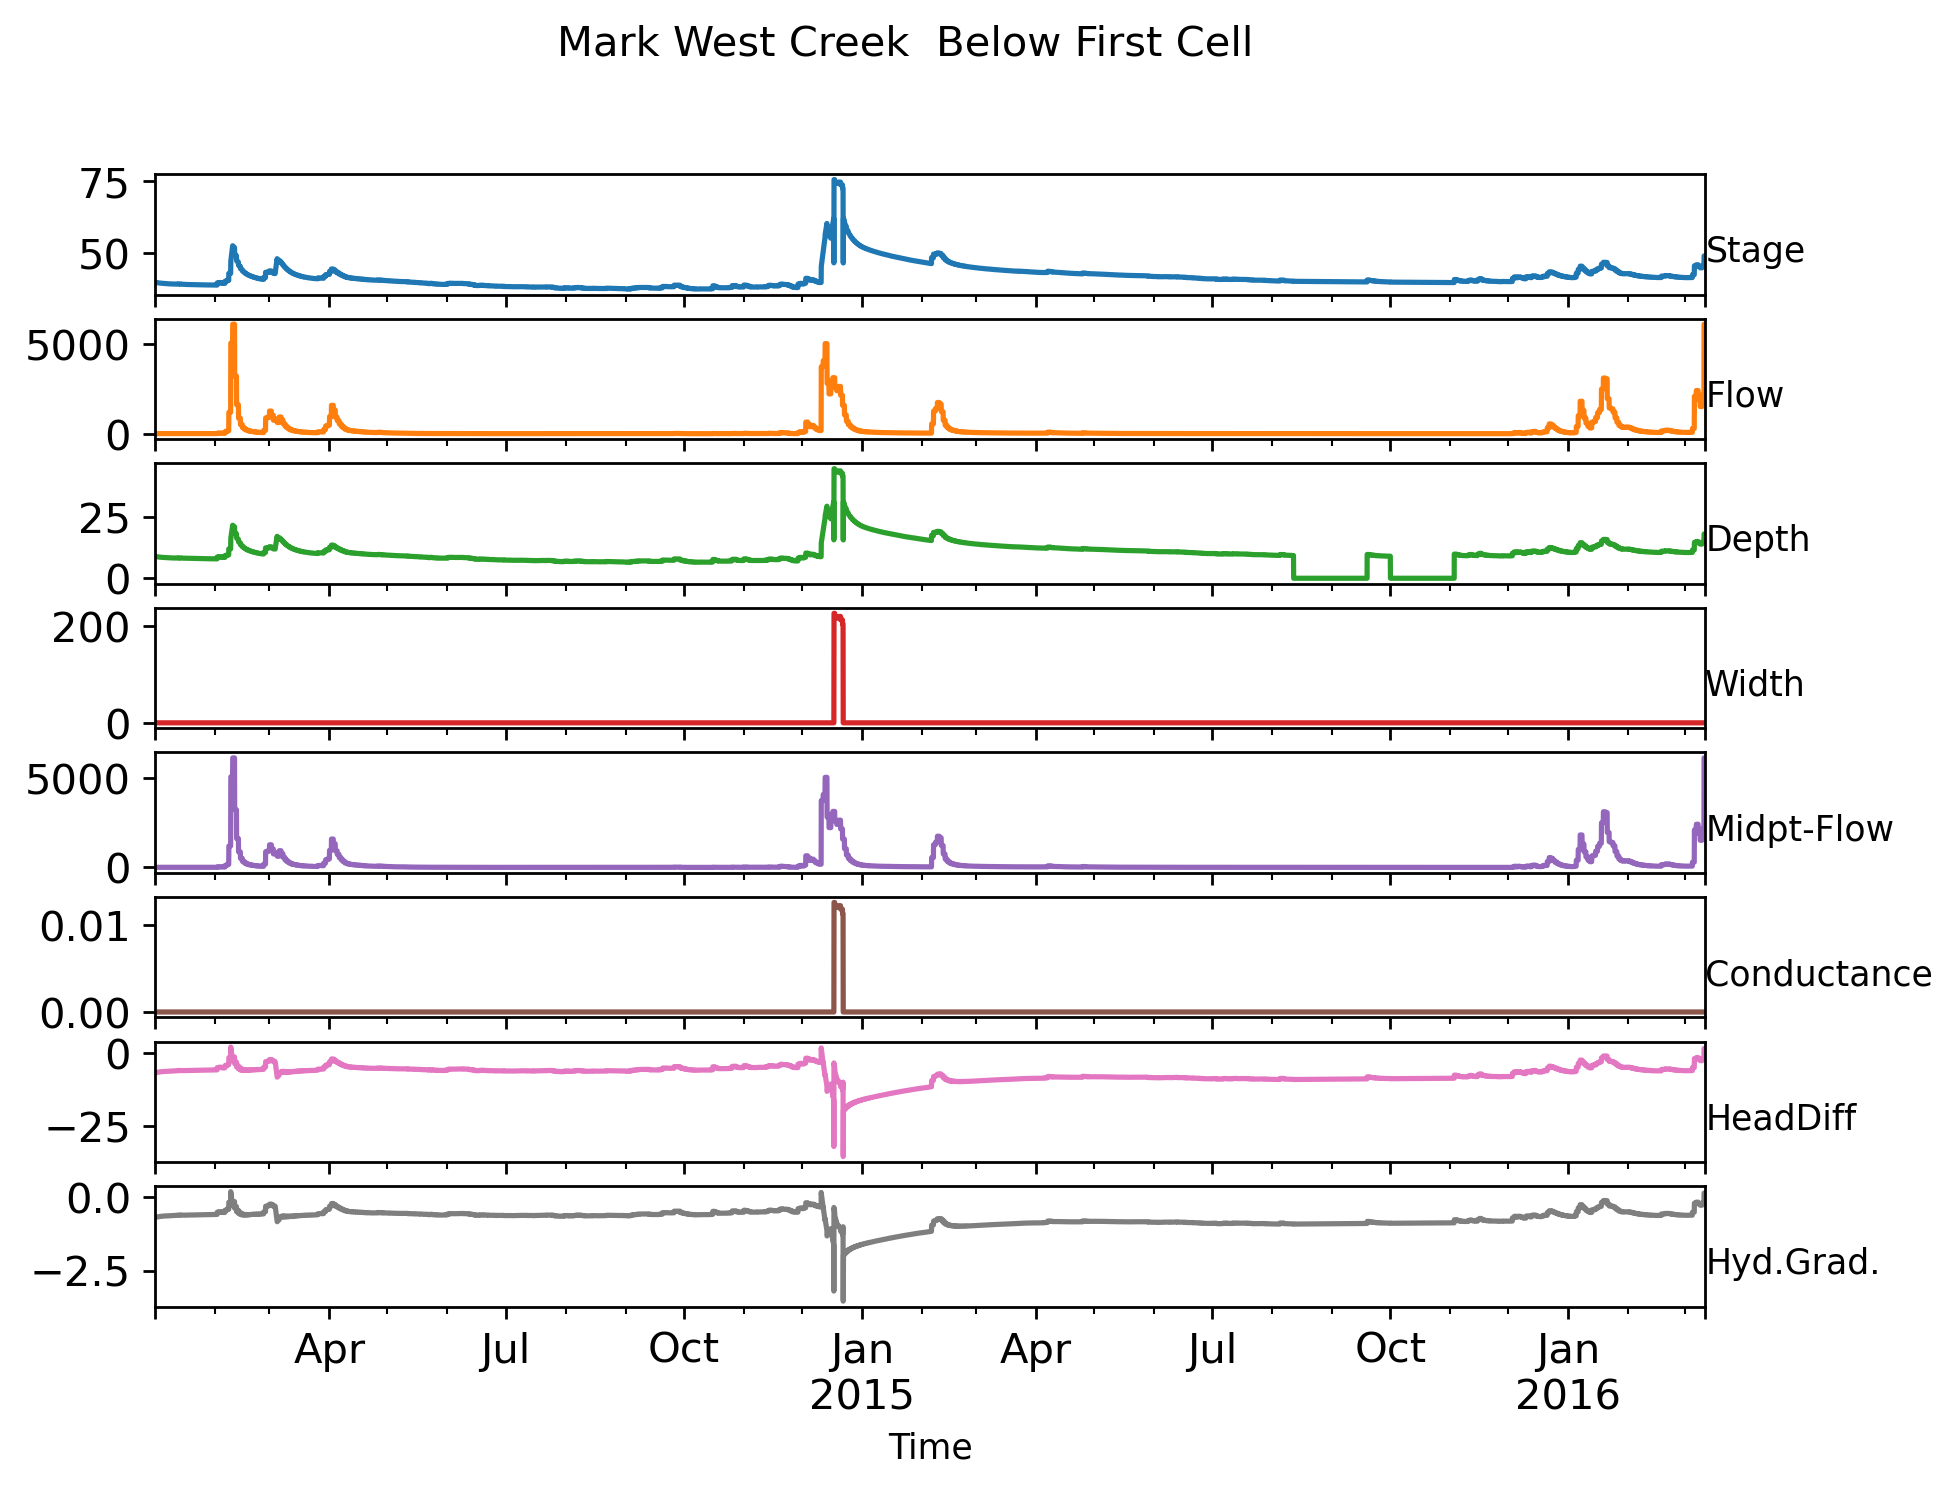 Mark West Creek  Below First Cell
75
50
Stage
5000
0
Flow
25
0
Depth
200
0
Width
5000
0
Midpt-Flow
0.01
0.00
Conductance
0
−25
HeadDiff
0.0
−2.5
Hyd.Grad.
Apr Jul Oct Jan Apr Jul Oct Jan
2015 2016
Time